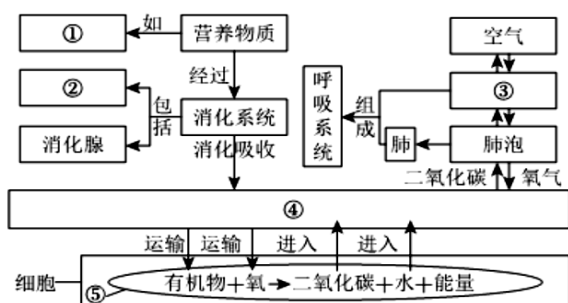 ① 如 营养物质 空气
经过
② 包括 消化系统 呼吸系统 组成 ③
消化腺 消化吸收 肺 肺泡
二氧化碳 氧气
④
运输 运输 进入 进入
细胞 有机物+氧→二氧化碳+水+能量
⑤